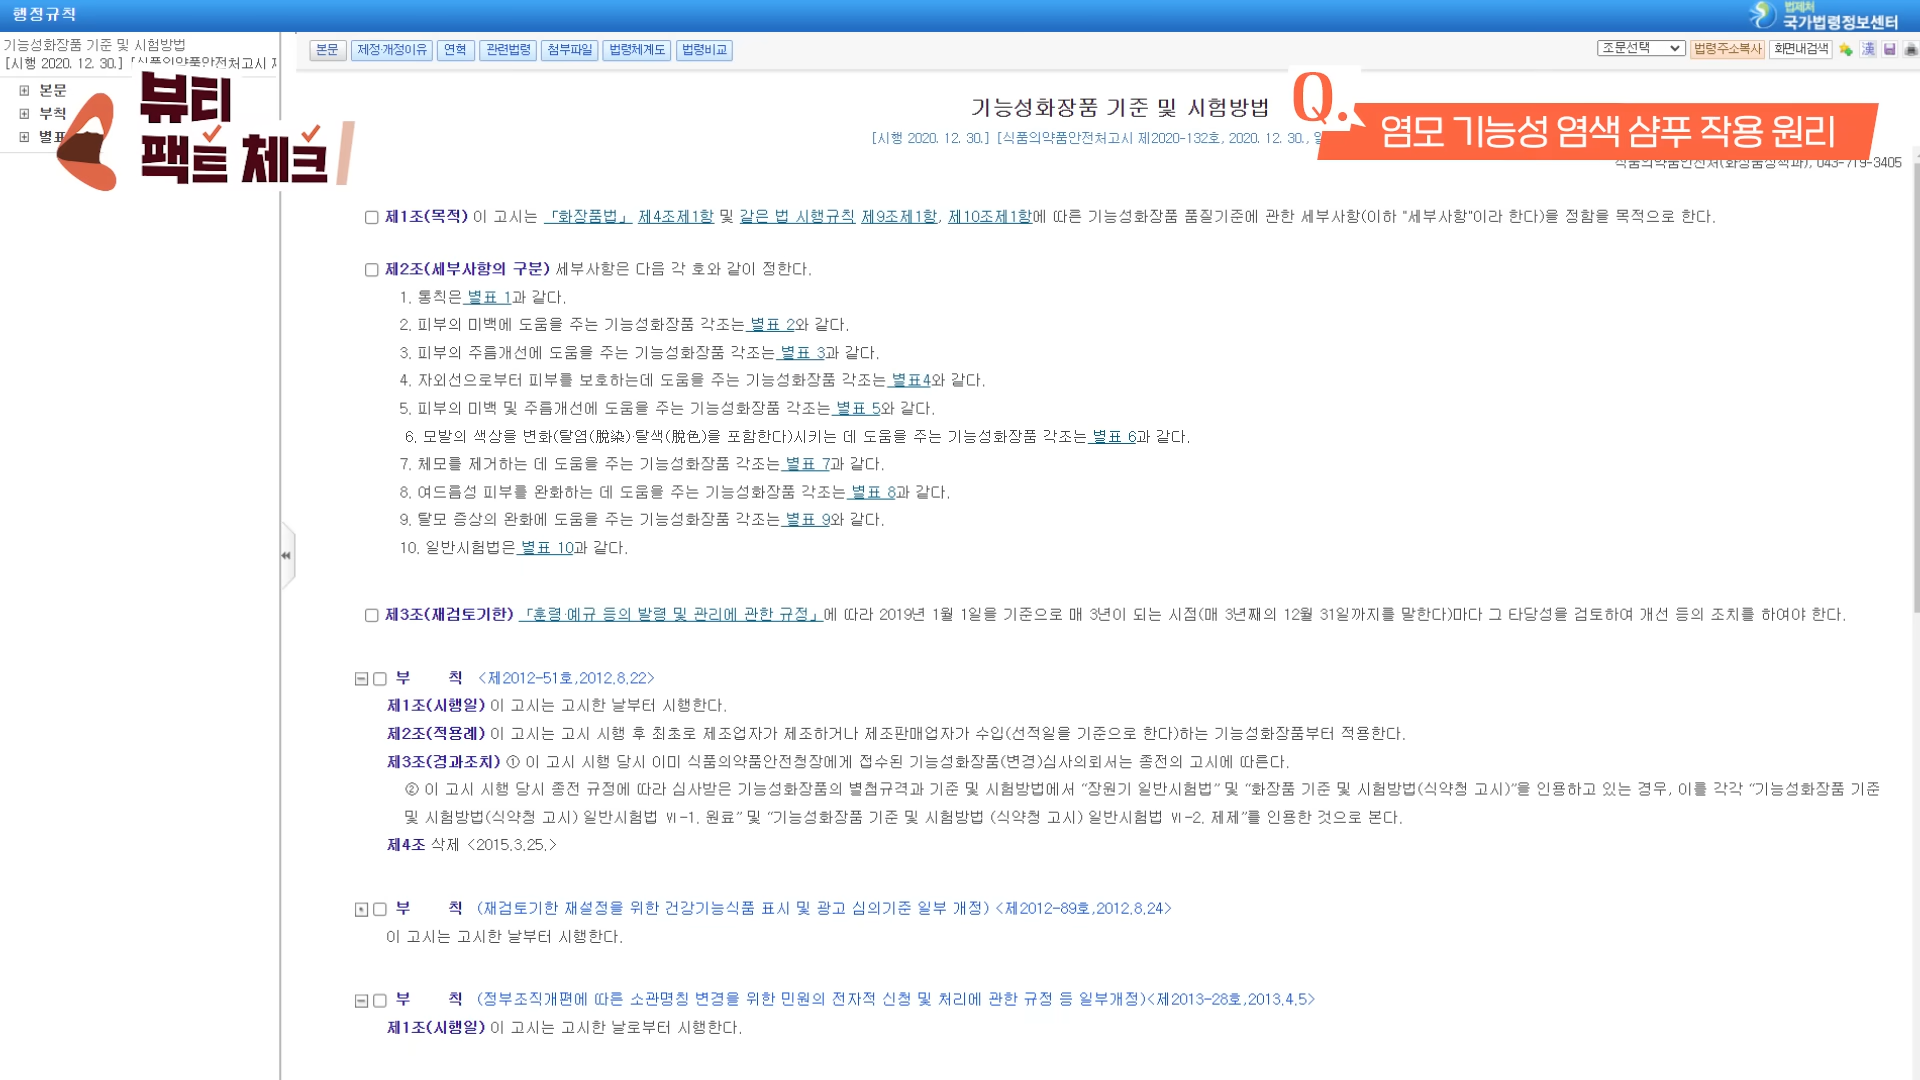 행정규칙
법제처
국가법령정보센터
기능성화장품 기준 및 시험방법
[시행 2020. 12. 30.] [식품의약품안전처고시 제
본문
부칙
별표
뷰티
팩트 체크
본문 제정·개정이유 연혁 관련법령 첨부파일 법령체계도 법령비교
조문선택 법령주소복사 화면내검색 漢
기능성화장품 기준 및 시험방법
[시행 2020. 12. 30.] [식품의약품안전처고시 제2020-132호, 2020. 12. 30., 일
Q. 염모 기능성 염색 샴푸 작용 원리
식품의약품안전처(화장품정책과), 043-719-3405
제1조(목적) 이 고시는 「화장품법」 제4조제1항 및 같은 법 시행규칙 제9조제1항, 제10조제1항에 따른 기능성화장품 품질기준에 관한 세부사항(이하 "세부사항"이라 한다)을 정함을 목적으로 한다.
제2조(세부사항의 구분) 세부사항은 다음 각 호와 같이 정한다.
1. 통칙은 별표 1과 같다.
2. 피부의 미백에 도움을 주는 기능성화장품 각조는 별표 2와 같다.
3. 피부의 주름개선에 도움을 주는 기능성화장품 각조는 별표 3과 같다.
4. 자외선으로부터 피부를 보호하는데 도움을 주는 기능성화장품 각조는 별표4와 같다.
5. 피부의 미백 및 주름개선에 도움을 주는 기능성화장품 각조는 별표 5와 같다.
6. 모발의 색상을 변화(탈염(脫染)·탈색(脫色)을 포함한다)시키는 데 도움을 주는 기능성화장품 각조는 별표 6과 같다.
7. 체모를 제거하는 데 도움을 주는 기능성화장품 각조는 별표 7과 같다.
8. 여드름성 피부를 완화하는 데 도움을 주는 기능성화장품 각조는 별표 8과 같다.
9. 탈모 증상의 완화에 도움을 주는 기능성화장품 각조는 별표 9와 같다.
10. 일반시험법은 별표 10과 같다.
제3조(재검토기한) 「훈령·예규 등의 발령 및 관리에 관한 규정」에 따라 2019년 1월 1일을 기준으로 매 3년이 되는 시점(매 3년째의 12월 31일까지를 말한다)마다 그 타당성을 검토하여 개선 등의 조치를 하여야 한다.
부 칙 <제2012-51호,2012.8.22>
제1조(시행일) 이 고시는 고시한 날부터 시행한다.
제2조(적용례) 이 고시는 고시 시행 후 최초로 제조업자가 제조하거나 제조판매업자가 수입(선적일을 기준으로 한다)하는 기능성화장품부터 적용한다.
제3조(경과조치) ① 이 고시 시행 당시 이미 식품의약품안전청장에게 접수된 기능성화장품(변경)심사의뢰서는 종전의 고시에 따른다.
② 이 고시 시행 당시 종전 규정에 따라 심사받은 기능성화장품의 별첨규격과 기준 및 시험방법에서 “장원기 일반시험법” 및 “화장품 기준 및 시험방법(식약청 고시)”을 인용하고 있는 경우, 이를 각각 “기능성화장품 기준
및 시험방법(식약청 고시) 일반시험법 Ⅵ-1. 원료” 및 “기능성화장품 기준 및 시험방법 (식약청 고시) 일반시험법 Ⅵ-2. 제제”를 인용한 것으로 본다.
제4조 삭제 <2015.3.25.>
부 칙 (재검토기한 재설정을 위한 건강기능식품 표시 및 광고 심의기준 일부 개정) <제2012-89호,2012.8.24>
이 고시는 고시한 날부터 시행한다.
부 칙 (정부조직개편에 따른 소관명칭 변경을 위한 민원의 전자적 신청 및 처리에 관한 규정 등 일부개정)<제2013-28호,2013.4.5>
제1조(시행일) 이 고시는 고시한 날로부터 시행한다.